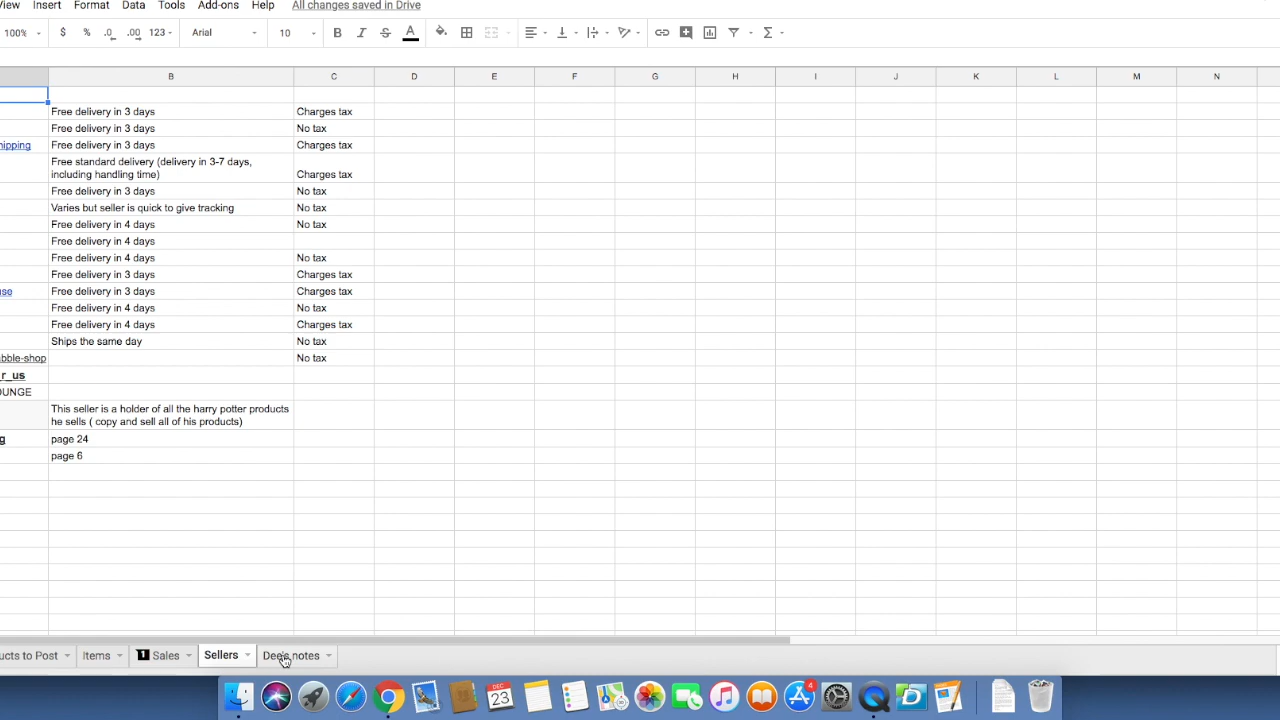 View Insert Format Data Tools Add-ons Help All changes saved in Drive
100% $ % .0 .00 123 Arial 10 B I S A
B C D E F G H I J K L M N
Free delivery in 3 days Charges tax
Free delivery in 3 days No tax
hipping Free delivery in 3 days Charges tax
Free standard delivery (delivery in 3-7 days,
including handling time) Charges tax
Free delivery in 3 days No tax
Varies but seller is quick to give tracking No tax
Free delivery in 4 days No tax
Free delivery in 4 days
Free delivery in 4 days No tax
Free delivery in 3 days Charges tax
use Free delivery in 3 days Charges tax
Free delivery in 4 days No tax
Free delivery in 4 days Charges tax
Ships the same day No tax
abble-shop No tax
r_us
OUNGE
This seller is a holder of all the harry potter products
he sells ( copy and sell all of his products)
g page 24
page 6
ucts to Post Items 1 Sales Sellers Dee's notes
DEC
23
4